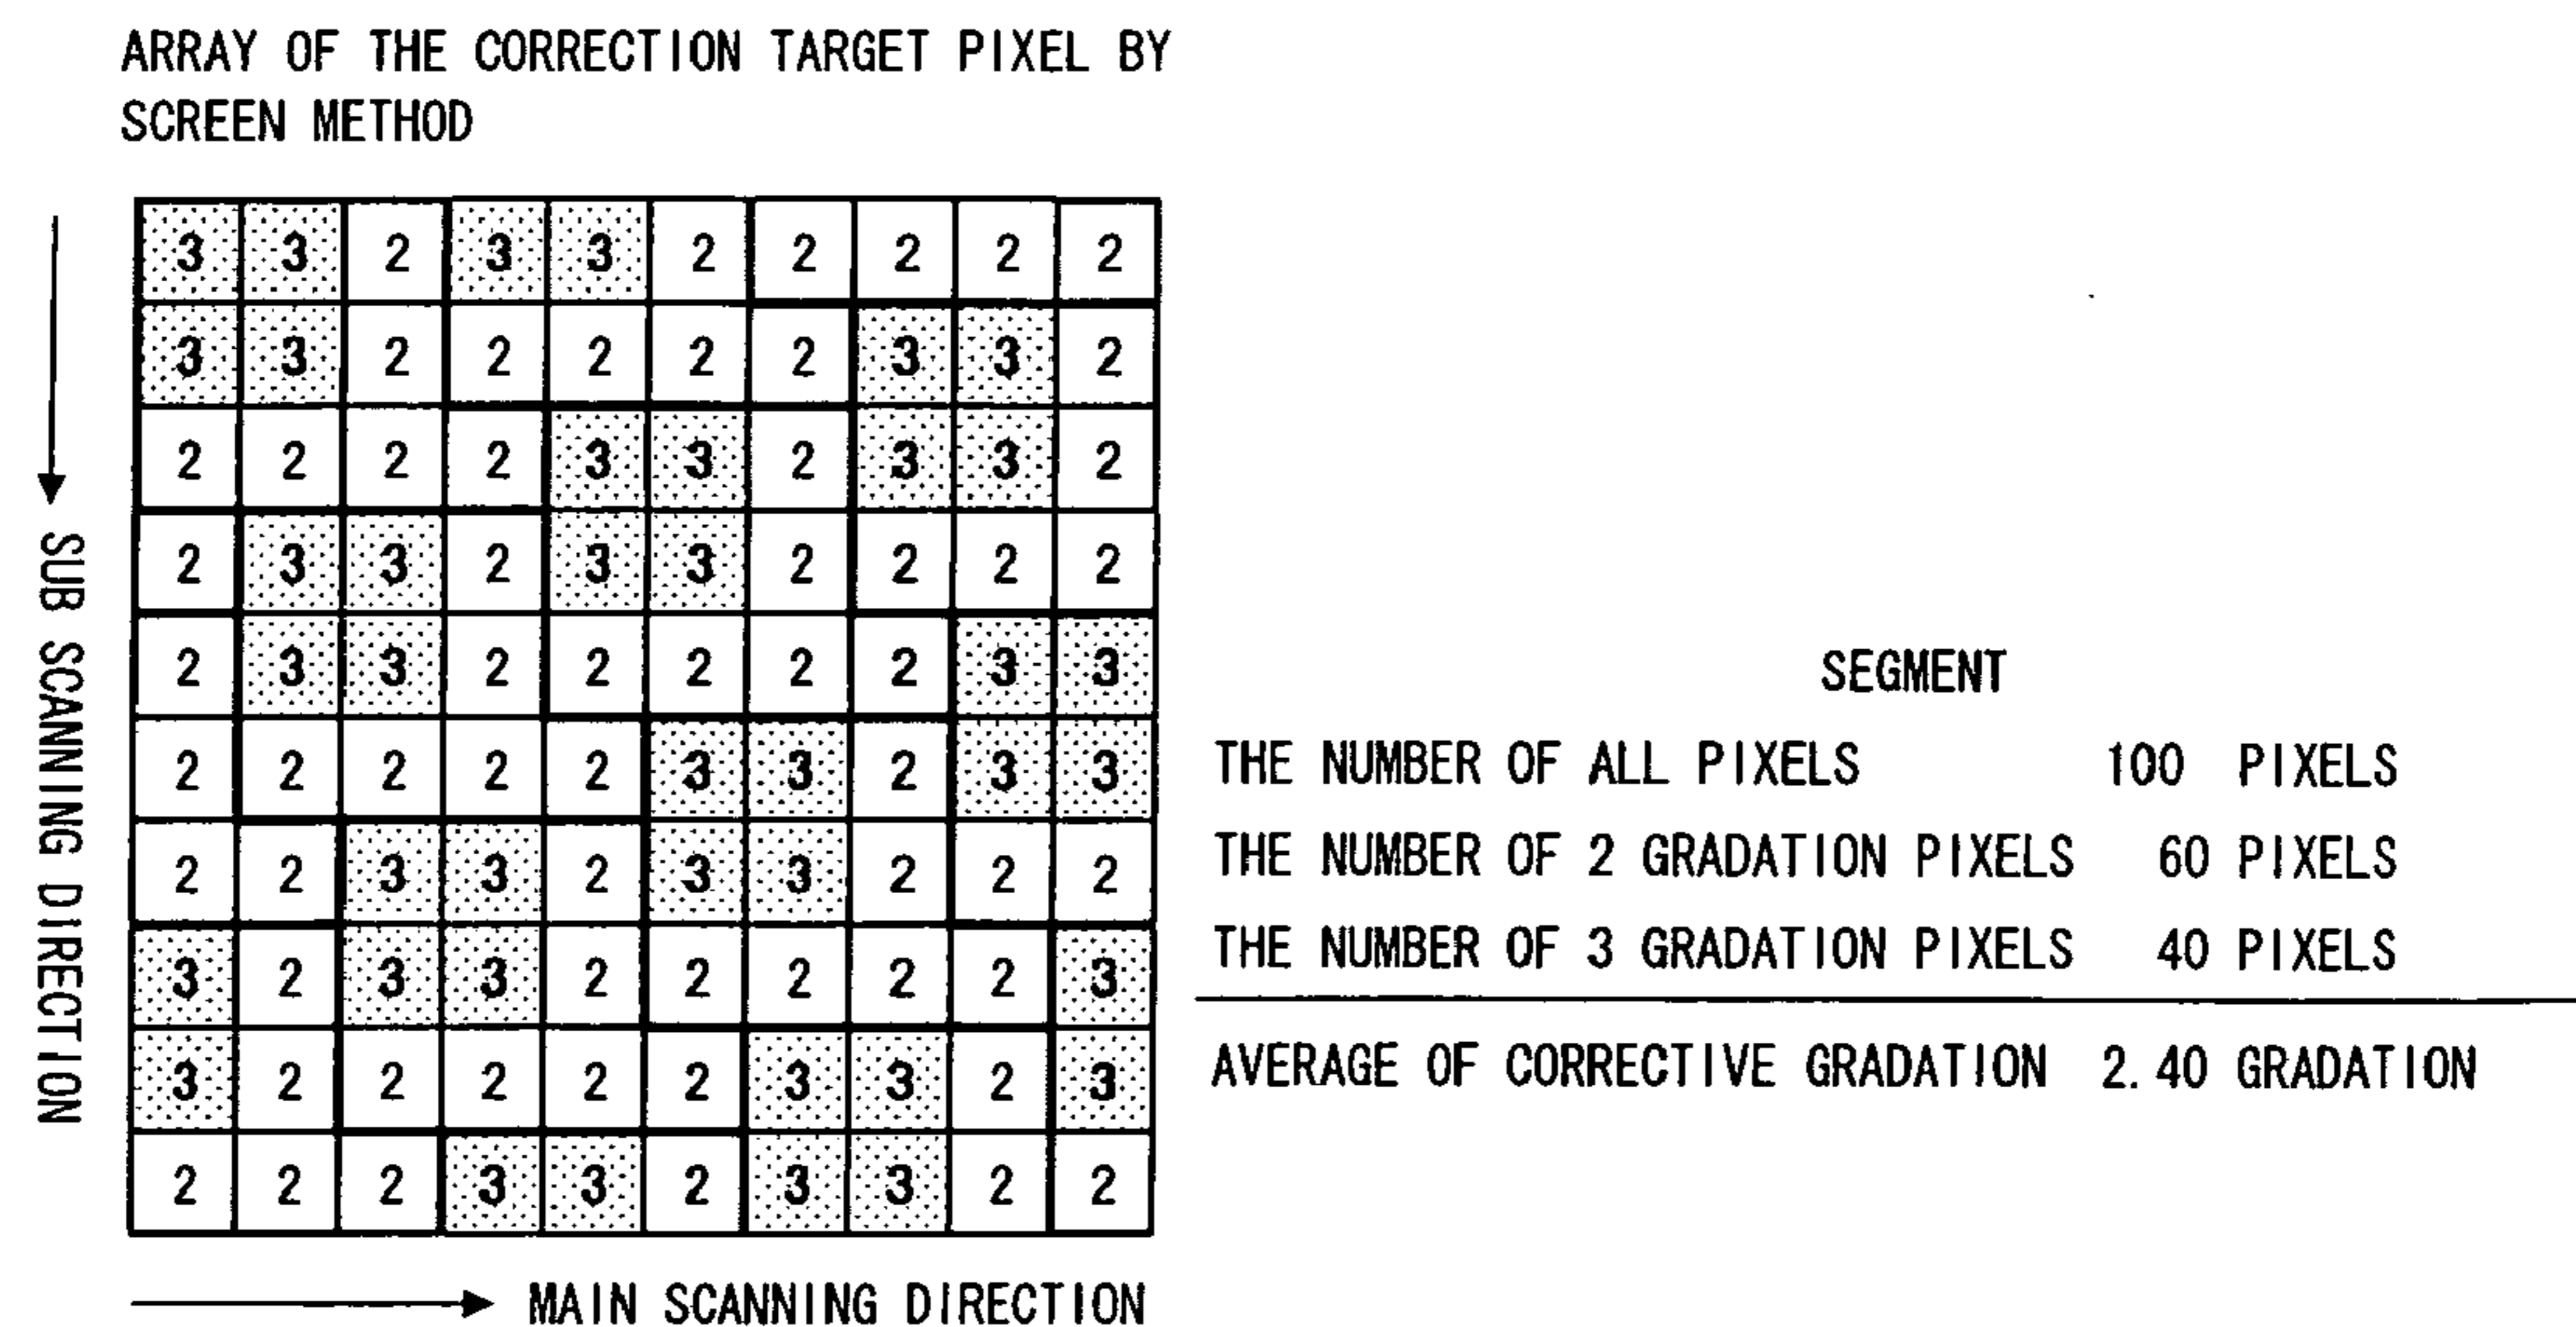 ARRAY OF THE CORRECTION TARGET PIXEL BY
SCREEN METHOD
3 3 2 3 3 2 2 2 2 2
3 3 2 2 2 2 2 3 3 2
2 2 2 2 3 3 2 3 3 2
2 3 3 2 3 3 2 2 2 2
2 3 3 2 2 2 2 2 3 3
2 2 2 2 2 3 3 2 3 3
2 2 3 3 2 3 3 2 2 2
3 2 3 3 2 2 2 2 2 3
3 2 2 2 2 2 3 3 2 3
2 2 2 3 3 2 3 3 2 2
SUB SCANNING DIRECTION
MAIN SCANNING DIRECTION
SEGMENT
THE NUMBER OF ALL PIXELS 100 PIXELS
THE NUMBER OF 2 GRADATION PIXELS 60 PIXELS
THE NUMBER OF 3 GRADATION PIXELS 40 PIXELS
AVERAGE OF CORRECTIVE GRADATION 2.40 GRADATION